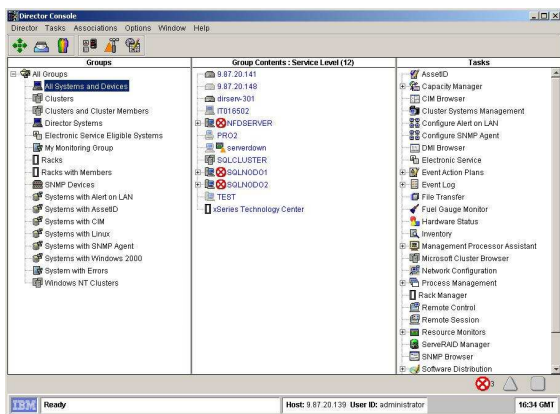 Director Console
Director Tasks Associations Options Window Help
Groups
All Groups
All Systems and Devices
Clusters
Clusters and Cluster Members
Director Systems
Electronic Service Eligible Systems
My Monitoring Group
Racks
Racks with Members
SNMP Devices
Systems with Alert on LAN
Systems with AssetID
Systems with CIM
Systems with Linux
Systems with SNMP Agent
Systems with Windows 2000
System with Errors
Windows NT Clusters
Group Contents : Service Level (12)
9.87.20.141
9.87.20.148
dirserv-301
IT016502
NFDSERVER
PRO2
serverdown
SQLCLUSTER
SQLNODO1
SQLNODO2
TEST
xSeries Technology Center
Tasks
AssetID
Capacity Manager
CIM Browser
Cluster Systems Management
Configure Alert on LAN
Configure SNMP Agent
DMI Browser
Electronic Service
Event Action Plans
Event Log
File Transfer
Fuel Gauge Monitor
Hardware Status
Inventory
Management Processor Assistant
Microsoft Cluster Browser
Network Configuration
Process Management
Rack Manager
Remote Control
Remote Session
Resource Monitors
ServeRAID Manager
SNMP Browser
Software Distribution
3
IBM Ready Host: 9.87.20.139 User ID: administrator 16:34 GMT